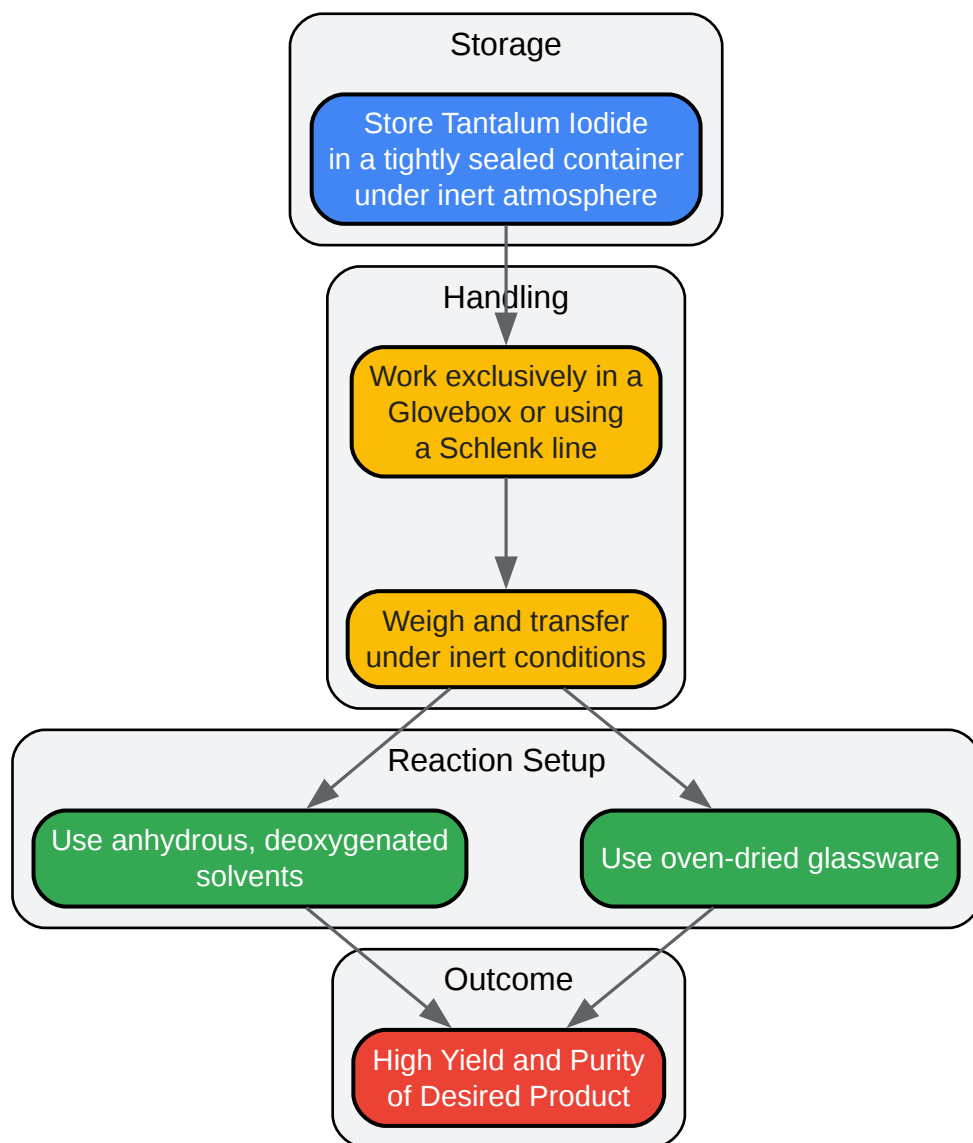 Storage
Store Tantalum Iodide
in a tightly sealed container
under inert atmosphere
Handling
Work exclusively in a
Glovebox or using
a Schlenk line
Weigh and transfer
under inert conditions
Reaction Setup
Use anhydrous, deoxygenated
solvents
Use oven-dried glassware
Outcome
High Yield and Purity
of Desired Product